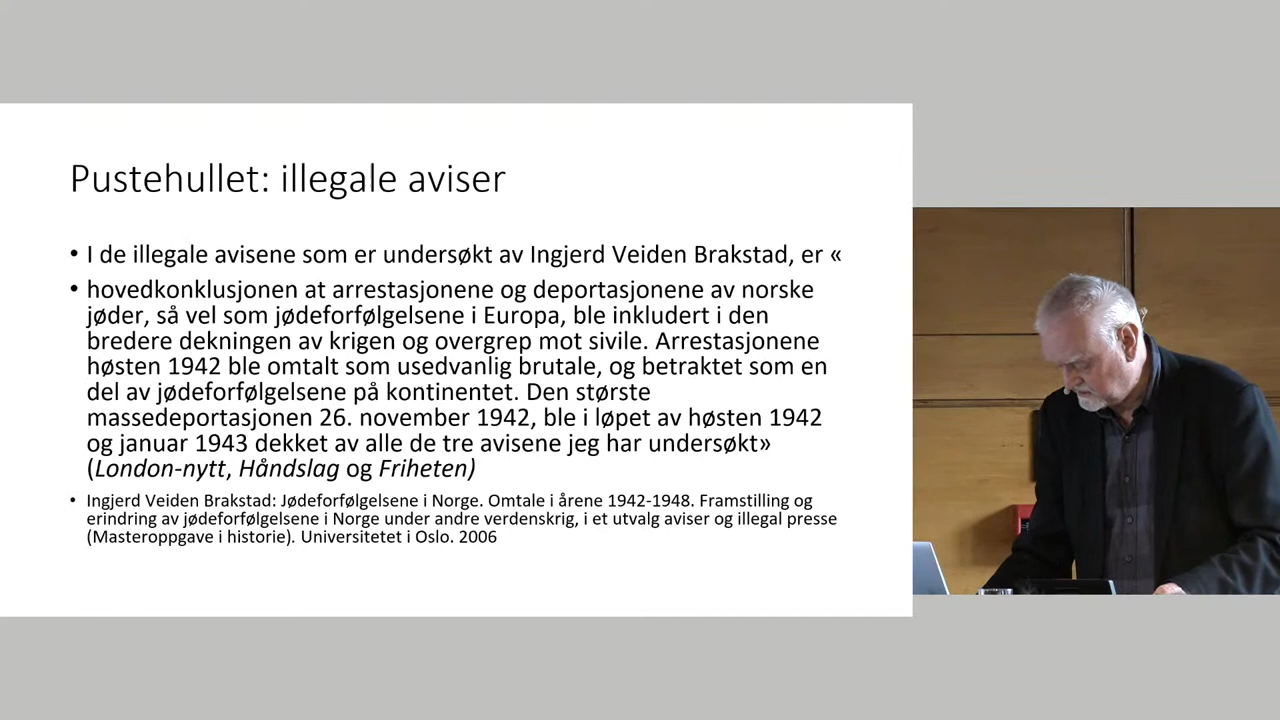 Pustehullet: illegale aviser
• I de illegale avisene som er undersøkt av Ingjerd Veiden Brakstad, er «
• hovedkonklusjonen at arrestasjonene og deportasjonene av norske
jøder, så vel som jødeforfølgelsene i Europa, ble inkludert i den
bredere dekningen av krigen og overgrep mot sivile. Arrestasjonene
høsten 1942 ble omtalt som usedvanlig brutale, og betraktet som en
del av jødeforfølgelsene på kontinentet. Den største
massedeportasjonen 26. november 1942, ble i løpet av høsten 1942
og januar 1943 dekket av alle de tre avisene jeg har undersøkt»
(London-nytt, Håndslag og Friheten)
• Ingjerd Veiden Brakstad: Jødeforfølgelsene i Norge. Omtale i årene 1942-1948. Framstilling og
erindring av jødeforfølgelsene i Norge under andre verdenskrig, i et utvalg aviser og illegal presse
(Masteroppgave i historie). Universitetet i Oslo. 2006